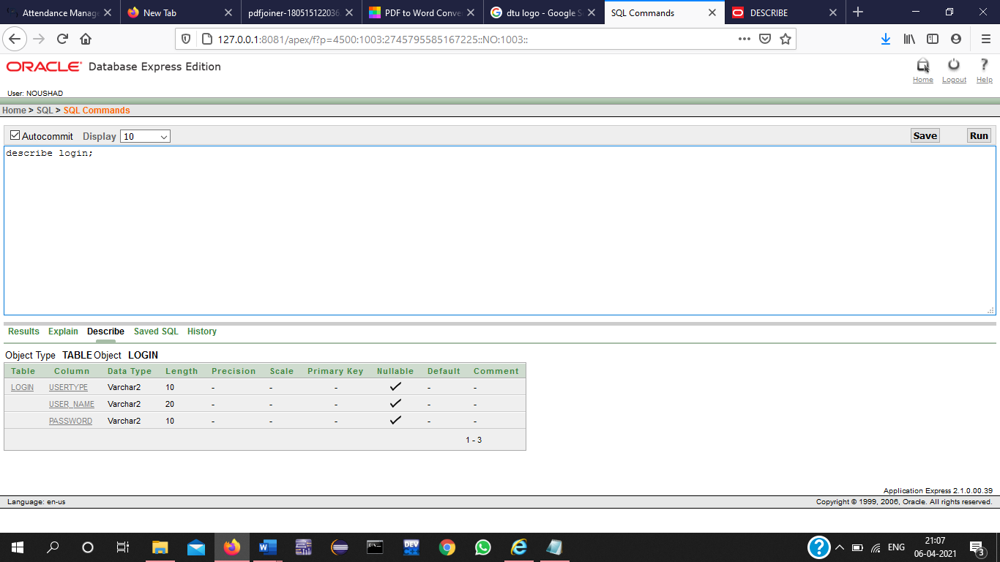 Attendance Manag New Tab pdfjoiner-180515122036 PDF to Word Conve dtu logo - Google S SQL Commands DESCRIBE
127.0.0.1:8081/apex/f?p=4500:1003:2745795585167225::NO:1003::
ORACLE Database Express Edition
Home Logout Help
User: NOUSHAD
Home > SQL > SQL Commands
Autocommit Display 10 Save Run
describe login;
Results Explain Describe Saved SQL History
Object Type TABLE Object LOGIN
Table Column Data Type Length Precision Scale Primary Key Nullable Default Comment
LOGIN USERTYPE Varchar2 10 - - - ✓ - -
USER_NAME Varchar2 20 - - - ✓ - -
PASSWORD Varchar2 10 - - - ✓ - -
1 - 3
Application Express 2.1.0.00.39
Language: en-us Copyright © 1999, 2006, Oracle. All rights reserved.
DEV
ENG 21:07
06-04-2021 3